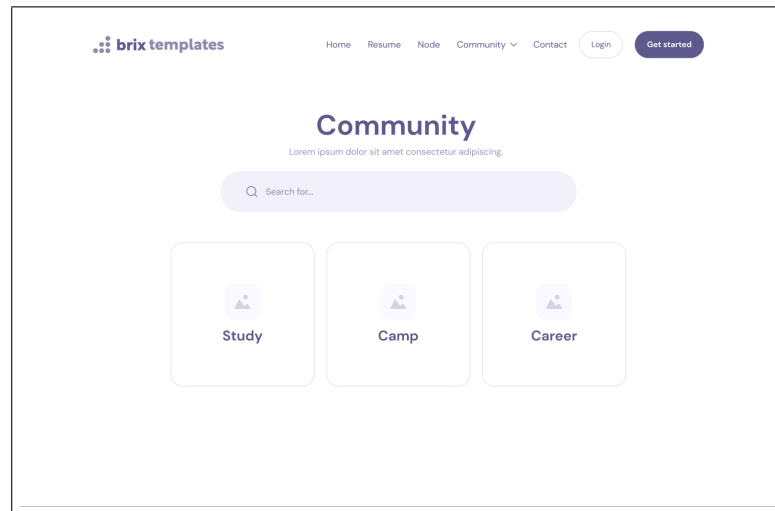 brix templates Home Resume Node Community Contact Login Get started
Community
Lorem ipsum dolor sit amet consectetur adipiscing.
Search for...
Study Camp Career